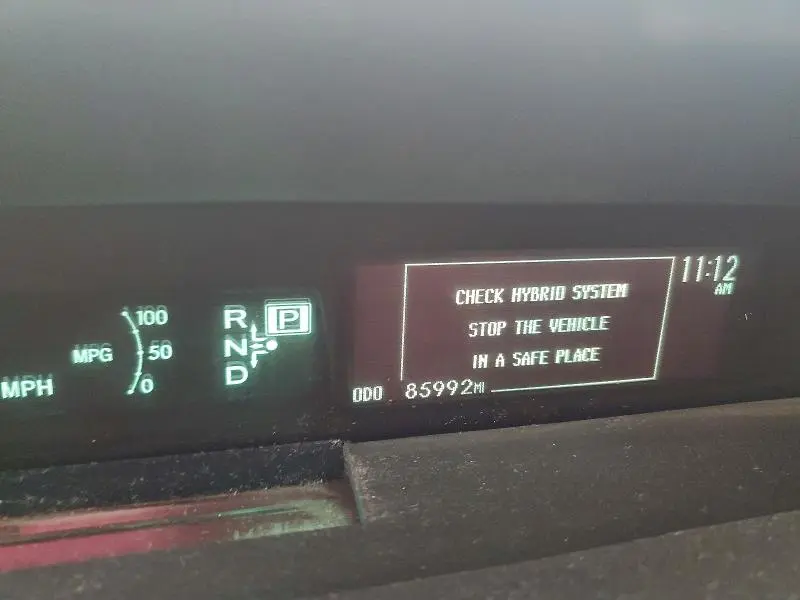 CHECK HYBRID SYSTEM
STOP THE VEHICLE
IN A SAFE PLACE
11:12
AM
ODO 85992MI
100
MPG 50
0
MPH
R P
N
D